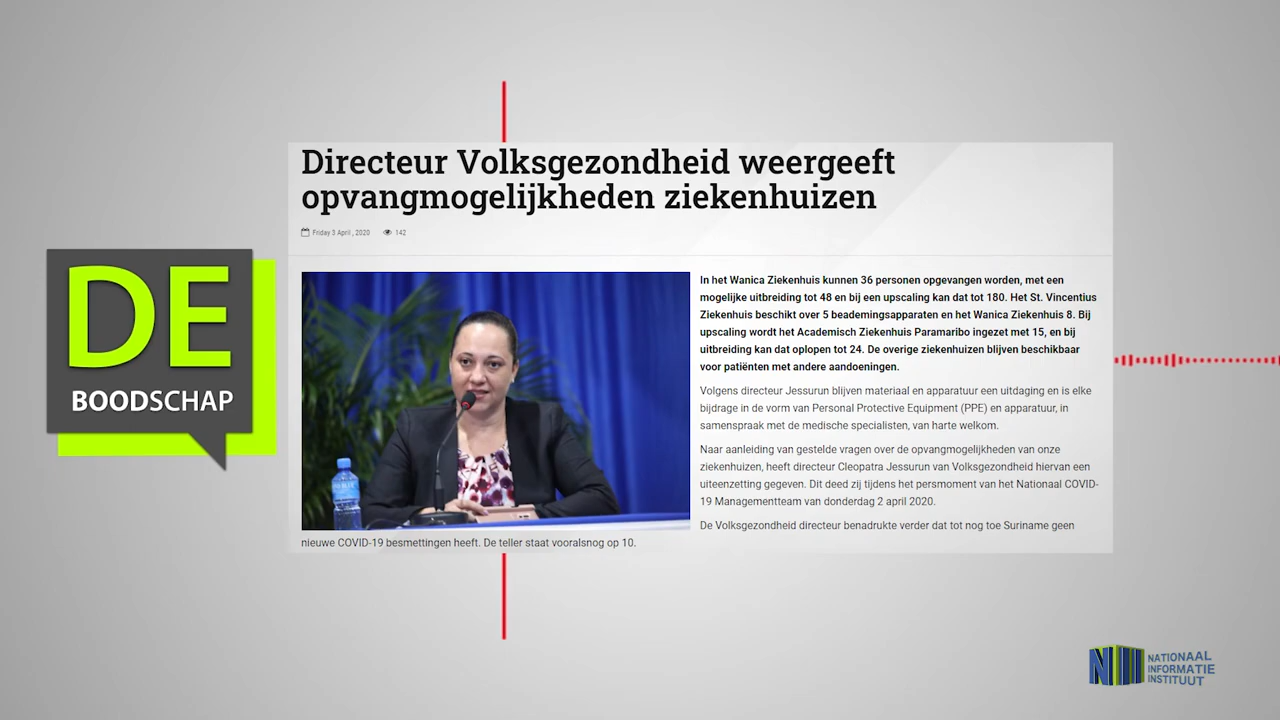 Directeur Volksgezondheid weergeeft
opvangmogelijkheden ziekenhuizen
Friday 3 April , 2020 142
DE
BOODSCHAP
In het Wanica Ziekenhuis kunnen 36 personen opgevangen worden, met een
mogelijke uitbreiding tot 48 en bij een upscaling kan dat tot 180. Het St. Vincentius
Ziekenhuis beschikt over 5 beademingsapparaten en het Wanica Ziekenhuis 8. Bij
upscaling wordt het Academisch Ziekenhuis Paramaribo ingezet met 15, en bij
uitbreiding kan dat oplopen tot 24. De overige ziekenhuizen blijven beschikbaar
voor patiënten met andere aandoeningen.
Volgens directeur Jessurun blijven materiaal en apparatuur een uitdaging en is elke
bijdrage in de vorm van Personal Protective Equipment (PPE) en apparatuur, in
samenspraak met de medische specialisten, van harte welkom.
Naar aanleiding van gestelde vragen over de opvangmogelijkheden van onze
ziekenhuizen, heeft directeur Cleopatra Jessurun van Volksgezondheid hiervan een
uiteenzetting gegeven. Dit deed zij tijdens het persmoment van het Nationaal COVID-
19 Managementteam van donderdag 2 april 2020.
De Volksgezondheid directeur benadrukte verder dat tot nog toe Suriname geen
nieuwe COVID-19 besmettingen heeft. De teller staat vooralsnog op 10.
NII
NATIONAAL
INFORMATIE
INSTITUUT